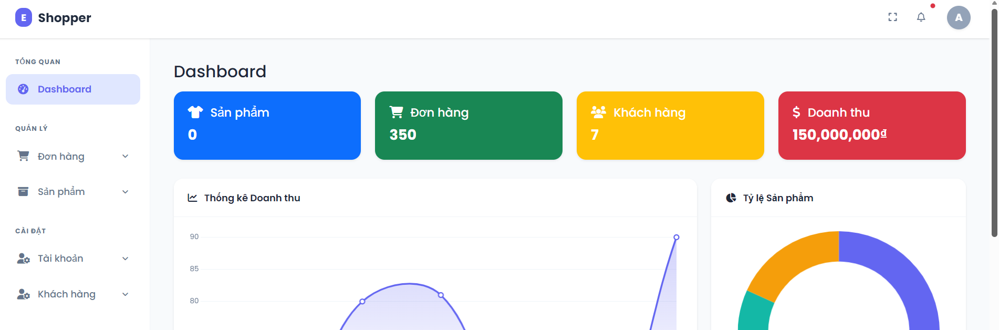 E Shopper
A
TỔNG QUAN
Dashboard
QUẢN LÝ
Đơn hàng
Sản phẩm
CÀI ĐẶT
Tài khoản
Khách hàng
Dashboard
Sản phẩm
0
Đơn hàng
350
Khách hàng
7
Doanh thu
150,000,000₫
Thống kê Doanh thu
90
85
80
Tỷ lệ Sản phẩm